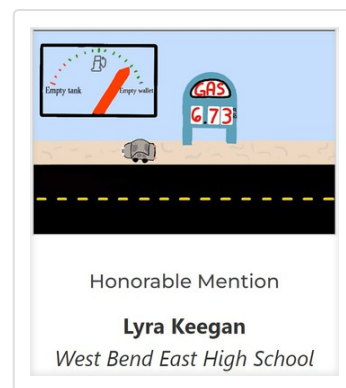 Empty tank
Empty wallet
GAS
6.73
Honorable Mention
Lyra Keegan
West Bend East High School